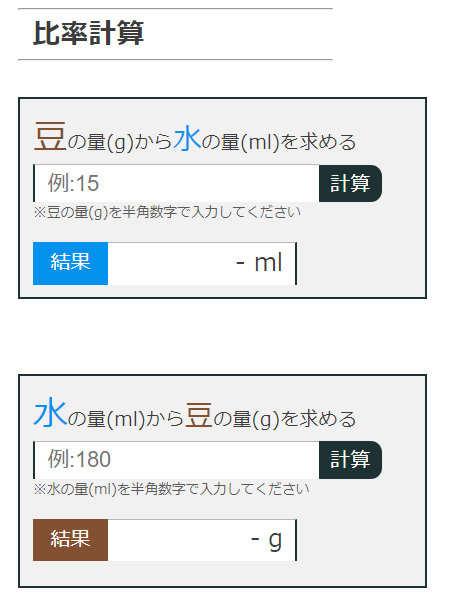 比率計算
豆の量(g)から水の量(ml)を求める
例:15 計算
※豆の量(g)を半角数字で入力してください
結果 - ml
水の量(ml)から豆の量(g)を求める
例:180 計算
※水の量(ml)を半角数字で入力してください
結果 - g